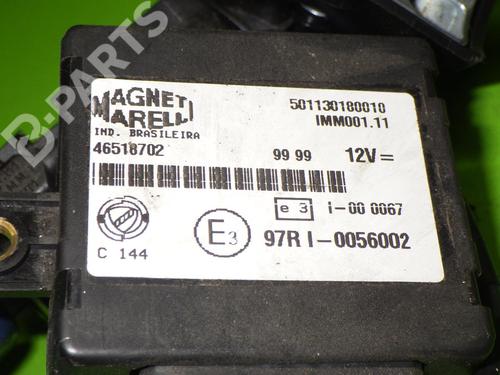 B-PARTS
MAGNETI
MARELLI
IND. BRASILEIRA
46518702
501130180010
IMM001.11
99 99 12V=
e 3 I-00 0067
E3 97R I-0056002
C 144
B-PARTS